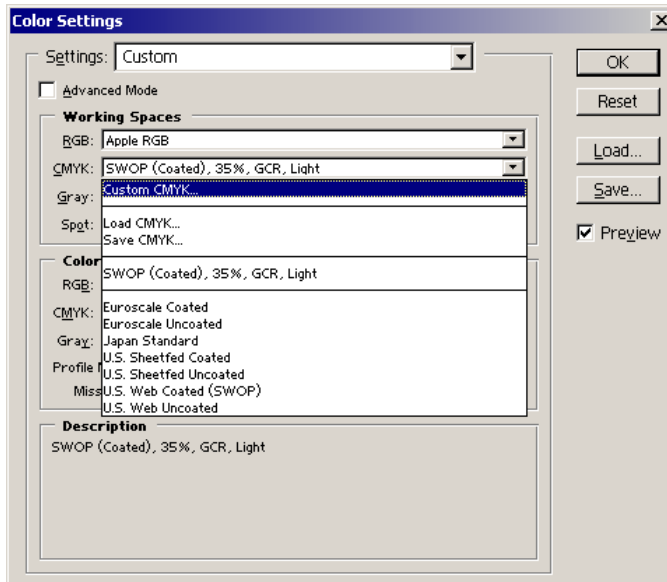 Color Settings
Settings: Custom
OK
Advanced Mode
Reset
Working Spaces
RGB: Apple RGB
Load...
CMYK: SWOP (Coated), 35%, GCR, Light
Custom CMYK...
Save...
Gray:
Load CMYK...
Spot:
Preview
Save CMYK...
Color
SWOP (Coated), 35%, GCR, Light
RGB:
Euroscale Coated
CMYK:
Euroscale Uncoated
Japan Standard
Gray:
U.S. Sheetfed Coated
Profile
U.S. Sheetfed Uncoated
Miss
U.S. Web Coated (SWOP)
U.S. Web Uncoated
Description
SWOP (Coated), 35%, GCR, Light